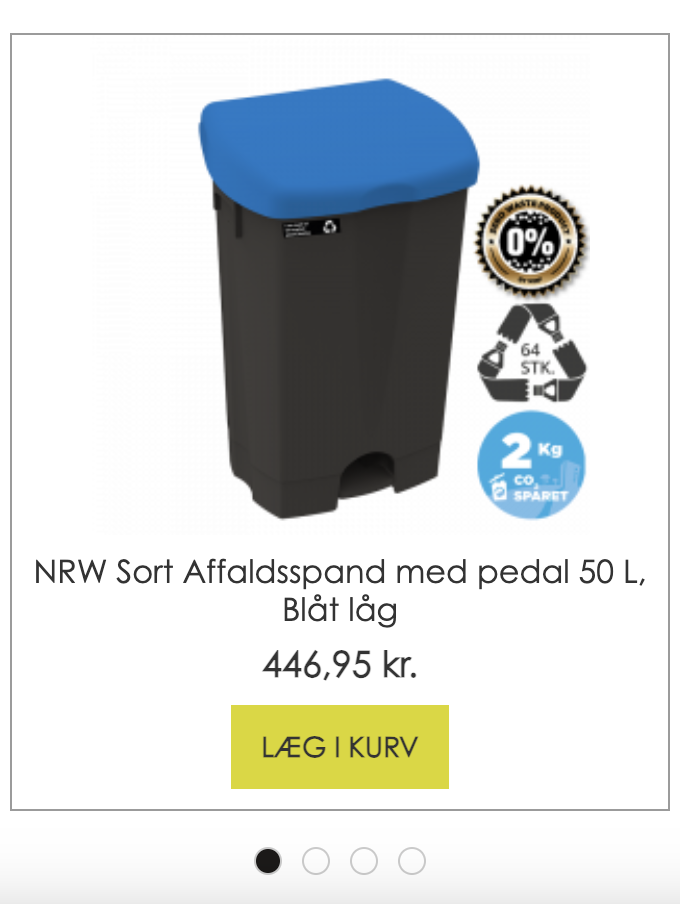 0%
64
STK.
2 Kg
CO₂
SPARET
NRW Sort Affaldsspand med pedal 50 L,
Blåt låg
446,95 kr.
LÆG I KURV